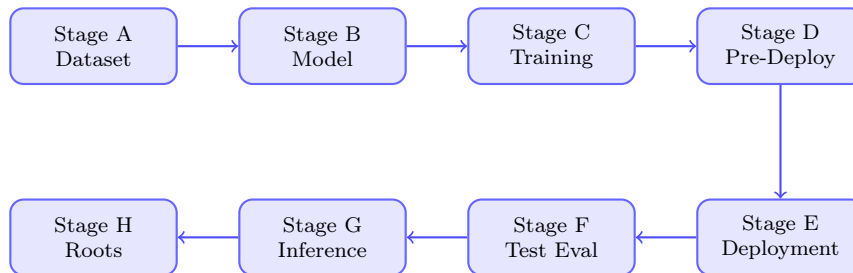 Stage A
Dataset
Stage B
Model
Stage C
Training
Stage D
Pre-Deploy
Stage H
Roots
Stage G
Inference
Stage F
Test Eval
Stage E
Deployment